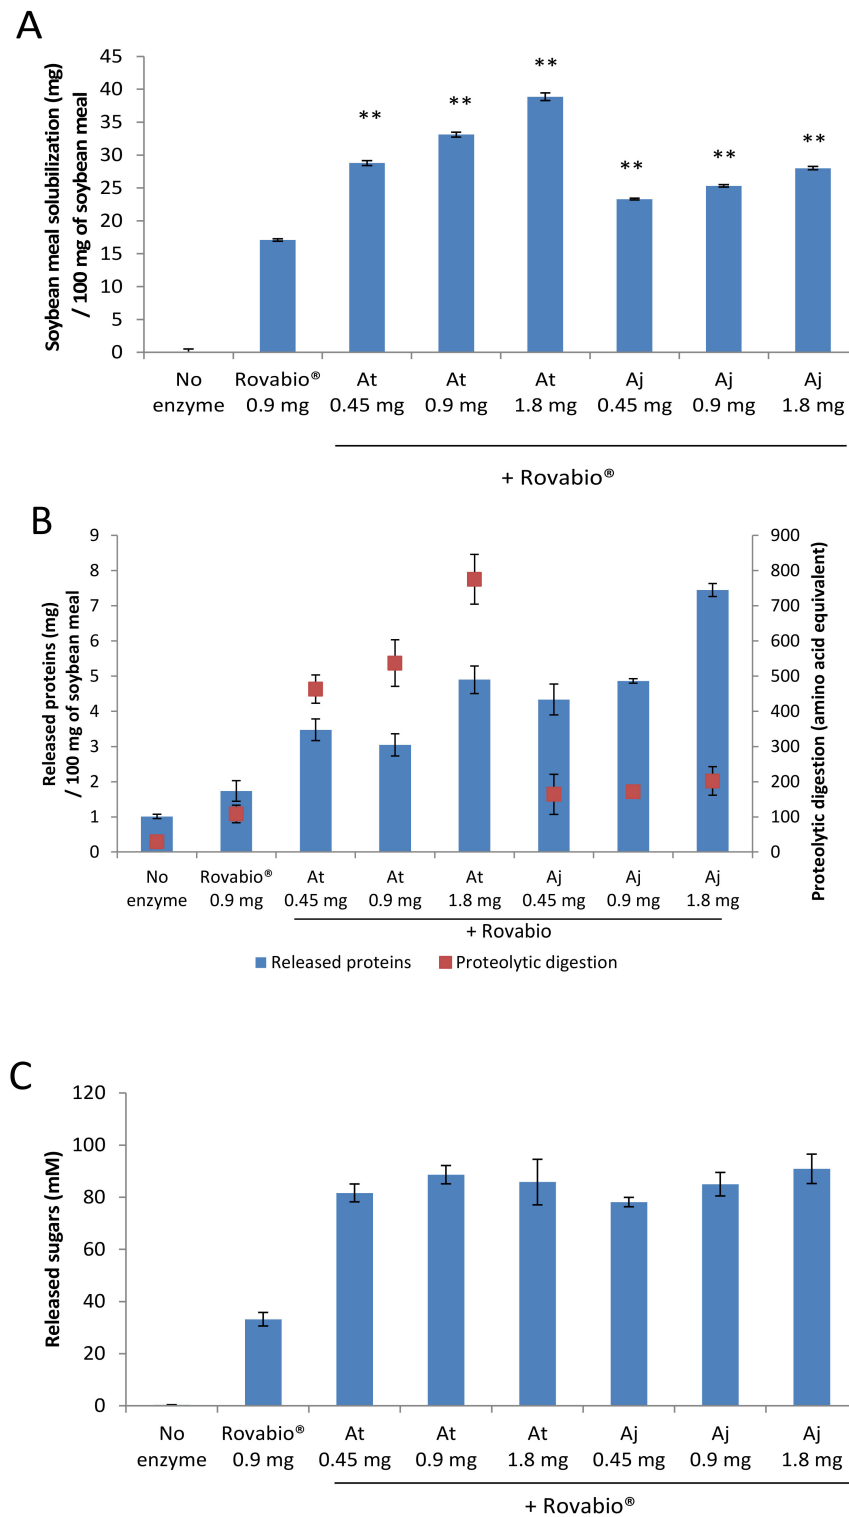 A
Soybean meal solubilization (mg)
/ 100 mg of soybean meal
45
40
35
30
25
20
15
10
5
0
**
**
**
**
**
**
No Rovabio® At At At Aj Aj Aj
enzyme 0.9 mg 0.45 mg 0.9 mg 1.8 mg 0.45 mg 0.9 mg 1.8 mg
+ Rovabio®
B
Released proteins (mg)
/ 100 mg of soybean meal
9
8
7
6
5
4
3
2
1
0
900
800
700
600
500
400
300
200
100
0
Proteolytic digestion (amino acid equivalent)
No Rovabio® At At At Aj Aj Aj
enzyme 0.9 mg 0.45 mg 0.9 mg 1.8 mg 0.45 mg 0.9 mg 1.8 mg
+ Rovabio
Released proteins Proteolytic digestion
C
Released sugars (mM)
120
100
80
60
40
20
0
No Rovabio® At At At Aj Aj Aj
enzyme 0.9 mg 0.45 mg 0.9 mg 1.8 mg 0.45 mg 0.9 mg 1.8 mg
+ Rovabio®